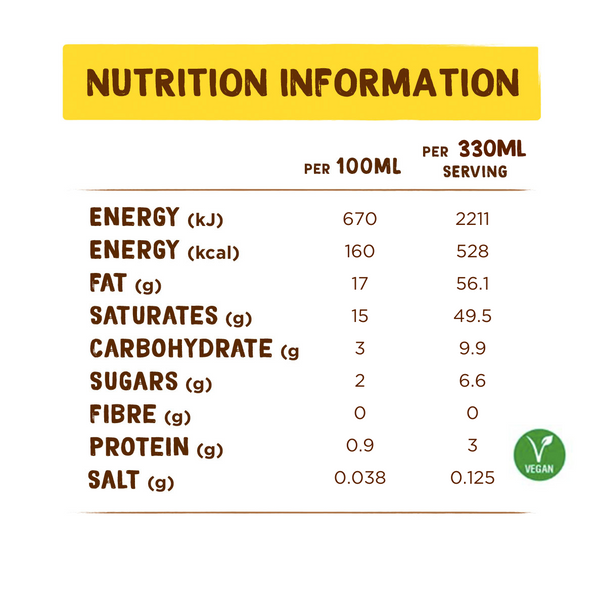 NUTRITION INFORMATION
PER 100ML PER 330ML SERVING
ENERGY (kJ) 670 2211
ENERGY (kcal) 160 528
FAT (g) 17 56.1
SATURATES (g) 15 49.5
CARBOHYDRATE (g 3 9.9
SUGARS (g) 2 6.6
FIBRE (g) 0 0
PROTEIN (g) 0.9 3
SALT (g) 0.038 0.125
VEGAN